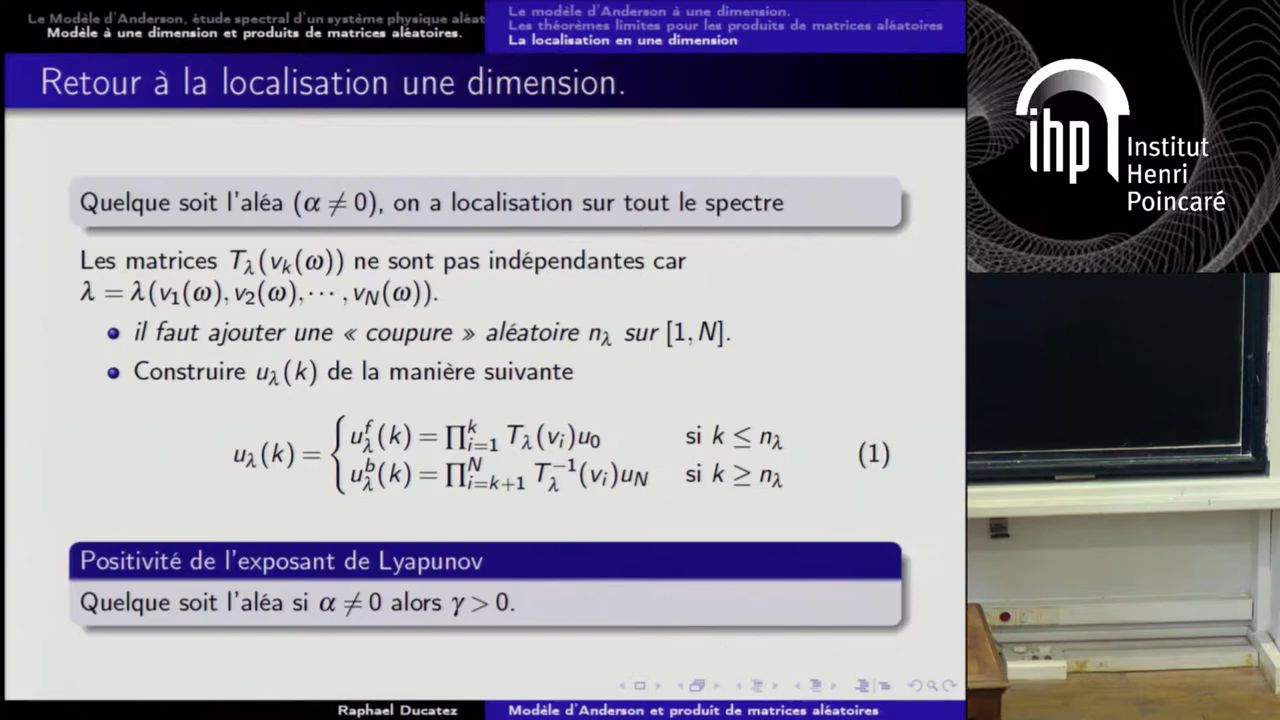 Le Modèle d'Anderson, étude spectral d'un système physique aléat
Modèle à une dimension et produits de matrices aléatoires.
Le modèle d'Anderson à une dimension.
Les théorèmes limites pour les produits de matrices aléatoires
La localisation en une dimension
Retour à la localisation une dimension.
Quelque soit l'aléa (α ≠ 0), on a localisation sur tout le spectre
Les matrices T_λ(v_k(ω)) ne sont pas indépendantes car
λ = λ(v_1(ω), v_2(ω), ⋯ , v_N(ω)).
il faut ajouter une « coupure » aléatoire n_λ sur [1, N].
Construire u_λ(k) de la manière suivante
u_λ(k) = { u_λ^f(k) = ∏_{i=1}^k T_λ(v_i)u_0 si k ≤ n_λ
u_λ^b(k) = ∏_{i=k+1}^N T_λ^{-1}(v_i)u_N si k ≥ n_λ (1)
Positivité de l'exposant de Lyapunov
Quelque soit l'aléa si α ≠ 0 alors γ > 0.
Raphael Ducatez
Modèle d'Anderson et produit de matrices aléatoires
ihp
Institut
Henri
Poincaré